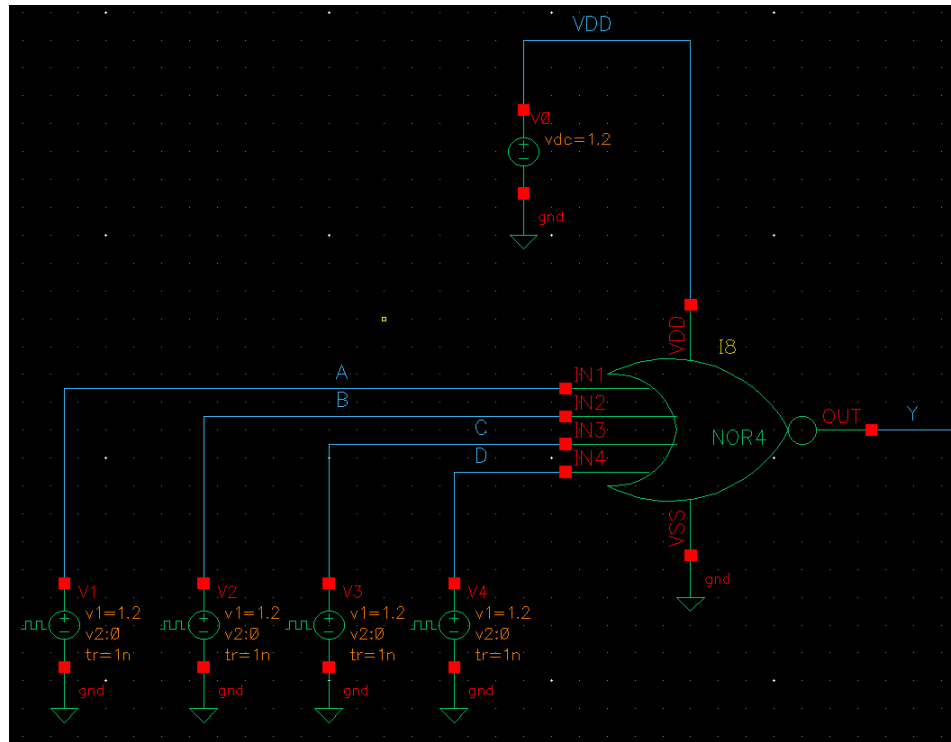 VDD
V0
vdc=1.2
gnd
VDD
I8
A
IN1
B
IN2
C
IN3
D
IN4
NOR4
OUT
Y
VSS
gnd
V1
v1=1.2
v2:0
tr=1n
gnd
V2
v1=1.2
v2:0
tr=1n
gnd
V3
v1=1.2
v2:0
tr=1n
gnd
V4
v1=1.2
v2:0
tr=1n
gnd